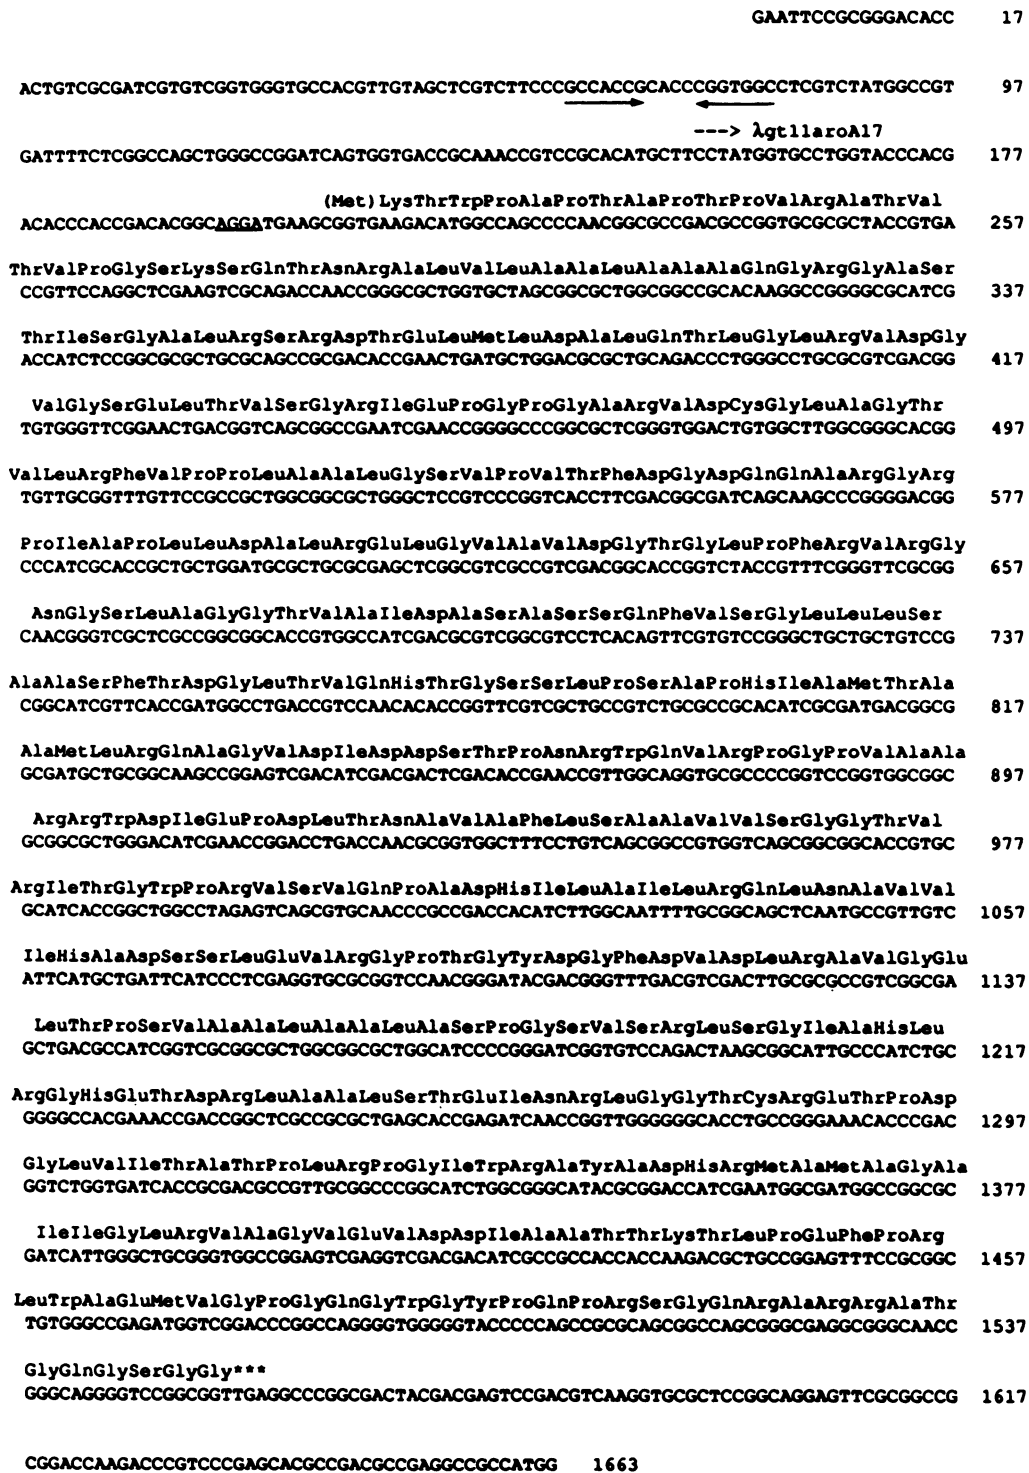 GAATTCCGCGGGACACC 17
ACTGTCGCGATCGTGTCGGTGGGTGCCACGTTGTAGCTCGTCTTCCCGCCACCGCACCCGGTGGCCTCGTCTATGGCCGT 97
---> λgt11aroA17
GATTTTCTCGGCCAGCTGGGCCGGATCAGTGGTGACCGCAAACCGTCCGCACATGCTTCCTATGGTGCCTGGTACCCACG 177
(Met)LysThrTrpProAlaProThrAlaProThrProValArgAlaThrVal
ACACCCACCGACACGGCAGGATGAAGCGGTGAAGACATGGCCAGCCCCAACGGCGCCGACGCCGGTGCGCGCTACCGTGA 257
ThrValProGlySerLysSerGlnThrAsnArgAlaLeuValLeuAlaAlaLeuAlaAlaAlaGlnGlyArgGlyAlaSer
CCGTTCCAGGCTCGAAGTCGCAGACCAACCGGGCGCTGGTGCTAGCGGCGCTGGCGGCCGCACAAGGCCGGGGCGCATCG 337
ThrIleSerGlyAlaLeuArgSerArgAspThrGluLeuMetLeuAspAlaLeuGlnThrLeuGlyLeuArgValAspGly
ACCATCTCCGGCGCGCTGCGCAGCCGCGACACCGAACTGATGCTGGACGCGCTGCAGACCCTGGGCCTGCGCGTCGACGG 417
ValGlySerGluLeuThrValSerGlyArgIleGluProGlyProGlyAlaArgValAspCysGlyLeuAlaGlyThr
TGTGGGTTCGGAACTGACGGTCAGCGGCCGAATCGAACCGGGGCCCGGCGCTCGGGTGGACTGTGGCTTGGCGGGCACGG 497
ValLeuArgPheValProProLeuAlaAlaLeuGlySerValProValThrPheAspGlyAspGlnGlnAlaArgGlyArg
TGTTGCGGTTTGTTCCGCCGCTGGCGGCGCTGGGCTCCGTCCCGGTCACCTTCGACGGCGATCAGCAAGCCCGGGGACGG 577
ProIleAlaProLeuLeuAspAlaLeuArgGluLeuGlyValAlaValAspGlyThrGlyLeuProPheArgValArgGly
CCCATCGCACCGCTGCTGGATGCGCTGCGCGAGCTCGGCGTCGCCGTCGACGGCACCGGTCTACCGTTTCGGGTTCGCGG 657
AsnGlySerLeuAlaGlyGlyThrValAlaIleAspAlaSerAlaSerSerGlnPheValSerGlyLeuLeuLeuSer
CAACGGGTCGCTCGCCGGCGGCACCGTGGCCATCGACGCGTCGGCGTCCTCACAGTTCGTGTCCGGGCTGCTGCTGTCCG 737
AlaAlaSerPheThrAspGlyLeuThrValGlnHisThrGlySerSerLeuProSerAlaProHisIleAlaMetThrAla
CGGCATCGTTCACCGATGGCCTGACCGTCCAACACACCGGTTCGTCGCTGCCGTCTGCGCCGCACATCGCGATGACGGCG 817
AlaMetLeuArgGlnAlaGlyValAspIleAspAspSerThrProAsnArgTrpGlnValArgProGlyProValAlaAla
GCGATGCTGCGGCAAGCCGGAGTCGACATCGACGACTCGACACCGAACCGTTGGCAGGTGCGCCCCGGTCCGGTGGCGGC 897
ArgArgTrpAspIleGluProAspLeuThrAsnAlaValAlaPheLeuSerAlaAlaValValSerGlyGlyThrVal
GCGGCGCTGGGACATCGAACCGGACCTGACCAACGCGGTGGCTTTCCTGTCAGCGGCCGTGGTCAGCGGCGGCACCGTGC 977
ArgIleThrGlyTrpProArgValSerValGlnProAlaAspHisIleLeuAlaIleLeuArgGlnLeuAsnAlaValVal
GCATCACCGGCTGGCCTAGAGTCAGCGTGCAACCCGCCGACCACATCTTGGCAATTTTGCGGCAGCTCAATGCCGTTGTC 1057
IleHisAlaAspSerSerLeuGluValArgGlyProThrGlyTyrAspGlyPheAspValAspLeuArgAlaValGlyGlu
ATTCATGCTGATTCATCCCTCGAGGTGCGCGGTCCAACGGGATACGACGGGTTTGACGTCGACTTGCGCGCCGTCGGCGA 1137
LeuThrProSerValAlaAlaLeuAlaAlaLeuAlaSerProGlySerValSerArgLeuSerGlyIleAlaHisLeu
GCTGACGCCATCGGTCGCGGCGCTGGCGGCGCTGGCATCCCCGGGATCGGTGTCCAGACTAAGCGGCATTGCCCATCTGC 1217
ArgGlyHisGluThrAspArgLeuAlaAlaLeuSerThrGluIleAsnArgLeuGlyGlyThrCysArgGluThrProAsp
GGGGCCACGAAACCGACCGGCTCGCCGCGCTGAGCACCGAGATCAACCGGTTGGGGGGCACCTGCCGGGAAACACCCGAC 1297
GlyLeuValIleThrAlaThrProLeuArgProGlyIleTrpArgAlaTyrAlaAspHisArgMetAlaMetAlaGlyAla
GGTCTGGTGATCACCGCGACGCCGTTGCGGCCCGGCATCTGGCGGGCATACGCGGACCATCGAATGGCGATGGCCGGCGC 1377
IleIleGlyLeuArgValAlaGlyValGluValAspAspIleAlaAlaThrThrLysThrLeuProGluPheProArg
GATCATTGGGCTGCGGGTGGCCGGAGTCGAGGTCGACGACATCGCCGCCACCACCAAGACGCTGCCGGAGTTTCCGCGGC 1457
LeuTrpAlaGluMetValGlyProGlyGlnGlyTrpGlyTyrProGlnProArgSerGlyGlnArgAlaArgArgAlaThr
TGTGGGCCGAGATGGTCGGACCCGGCCAGGGGTGGGGGTACCCCCAGCCGCGCAGCGGCCAGCGGGCGAGGCGGGCAACC 1537
GlyGlnGlySerGlyGly***
GGGCAGGGGTCCGGCGGTTGAGGCCCGGCGACTACGACGAGTCCGACGTCAAGGTGCGCTCCGGCAGGAGTTCGCGGCCG 1617
CGGACCAAGACCCGTCCCGAGCACGCCGACGCCGAGGCCGCCATGG 1663